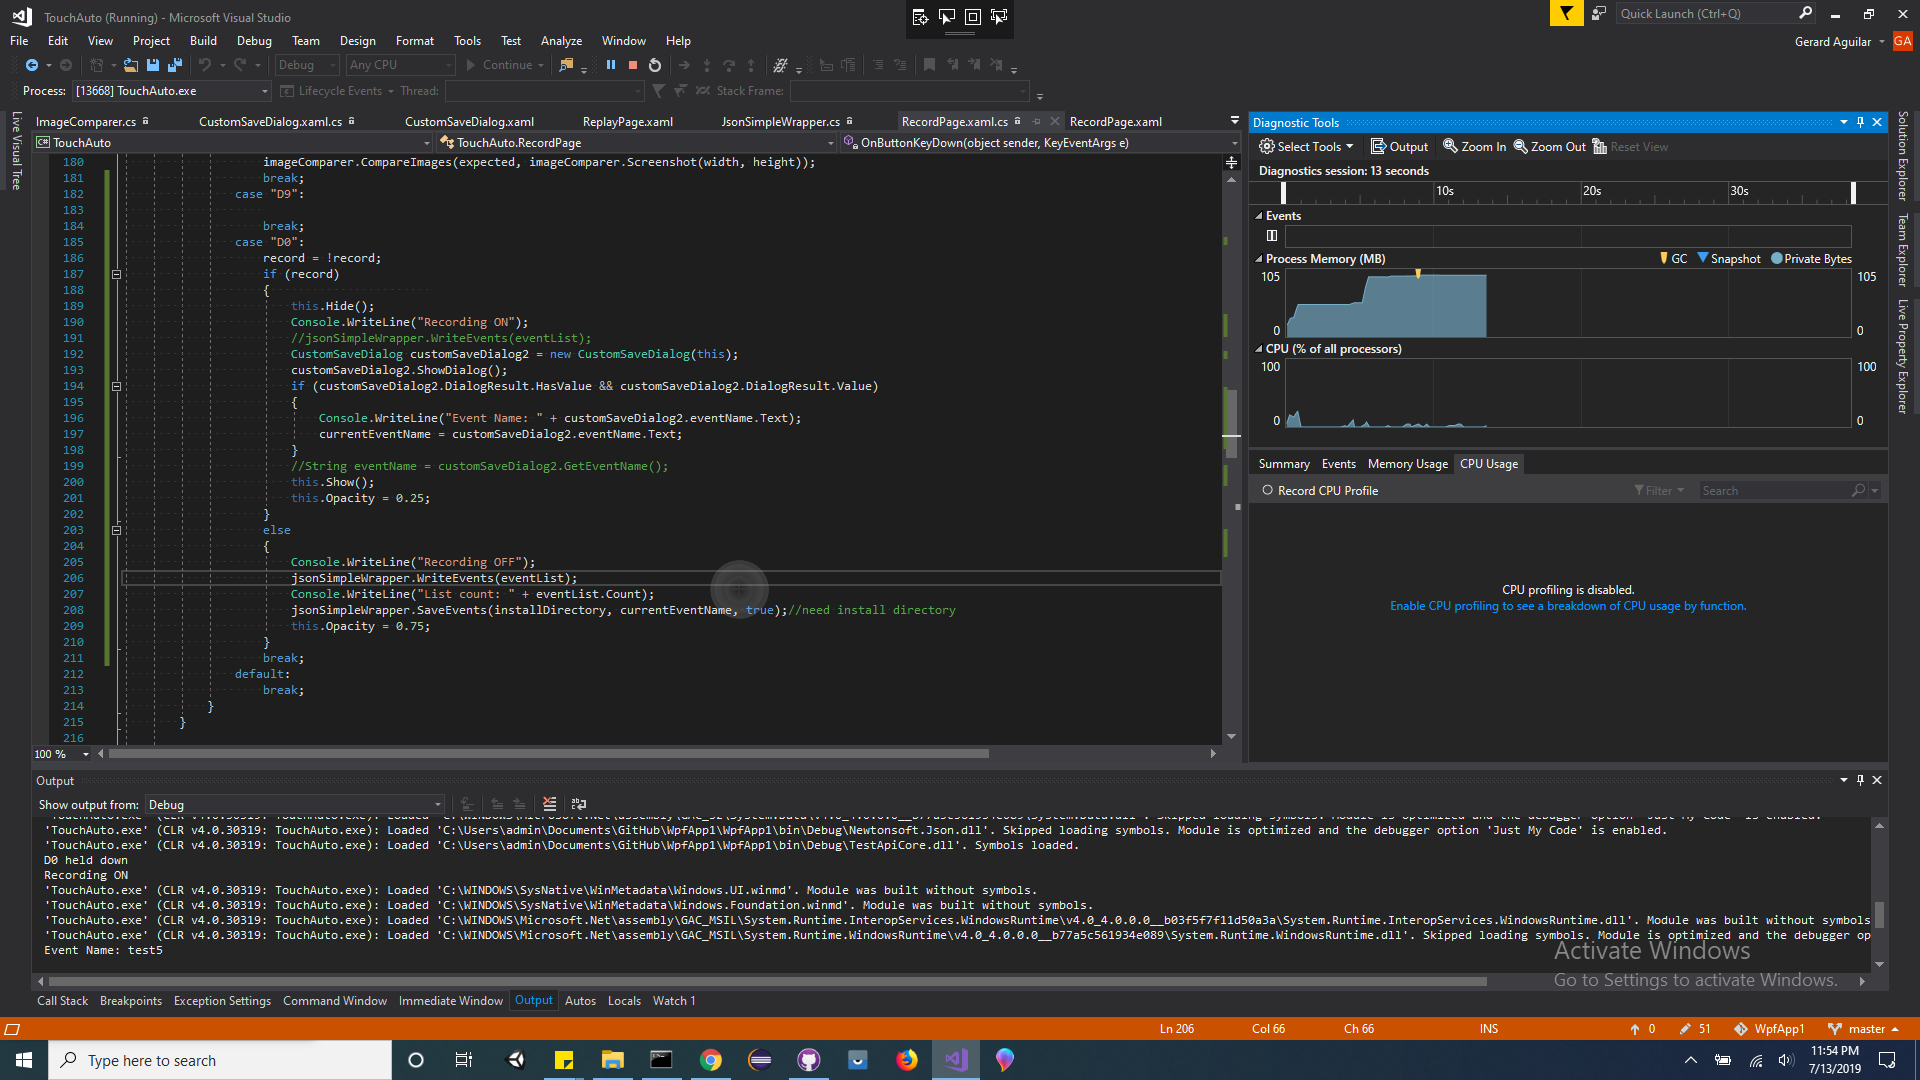 TouchAuto (Running) - Microsoft Visual Studio
Quick Launch (Ctrl+Q)
File Edit View Project Build Debug Team Design Format Tools Test Analyze Window Help
Gerard Aguilar GA
Debug Any CPU Continue
Process: [13668] TouchAuto.exe Lifecycle Events Thread: Stack Frame:
Live Visual Tree
ImageComparer.cs CustomSaveDialog.xaml.cs CustomSaveDialog.xaml ReplayPage.xaml JsonSimpleWrapper.cs RecordPage.xaml.cs RecordPage.xaml
C# TouchAuto TouchAuto.RecordPage OnButtonKeyDown(object sender, KeyEventArgs e)
180 imageComparer.CompareImages(expected, imageComparer.Screenshot(width, height));
181 break;
182 case "D9":
183
184 break;
185 case "D0":
186 record = !record;
187 if (record)
188 {
189 this.Hide();
190 Console.WriteLine("Recording ON");
191 //jsonSimpleWrapper.WriteEvents(eventList);
192 CustomSaveDialog customSaveDialog2 = new CustomSaveDialog(this);
193 customSaveDialog2.ShowDialog();
194 if (customSaveDialog2.DialogResult.HasValue && customSaveDialog2.DialogResult.Value)
195 {
196 Console.WriteLine("Event Name: " + customSaveDialog2.eventName.Text);
197 currentEventName = customSaveDialog2.eventName.Text;
198 }
199 //String eventName = customSaveDialog2.GetEventName();
200 this.Show();
201 this.Opacity = 0.25;
202 }
203 else
204 {
205 Console.WriteLine("Recording OFF");
206 jsonSimpleWrapper.WriteEvents(eventList);
207 Console.WriteLine("List count: " + eventList.Count);
208 jsonSimpleWrapper.SaveEvents(installDirectory, currentEventName, true);//need install directory
209 this.Opacity = 0.75;
210 }
211 break;
212 default:
213 break;
214 }
215 }
216
100 %
Diagnostic Tools
Select Tools Output Zoom In Zoom Out Reset View
Diagnostics session: 13 seconds
10s 20s 30s
Events
Process Memory (MB) GC Snapshot Private Bytes
105 105
0 0
CPU (% of all processors)
100 100
0 0
Summary Events Memory Usage CPU Usage
Record CPU Profile Filter Search
CPU profiling is disabled.
Enable CPU profiling to see a breakdown of CPU usage by function.
Solution Explorer
Team Explorer
Live Property Explorer
Output
Show output from: Debug
'TouchAuto.exe' (CLR v4.0.30319: TouchAuto.exe): Loaded 'C:\Users\admin\Documents\GitHub\WpfApp1\WpfApp1\bin\Debug\Newtonsoft.Json.dll'. Skipped loading symbols. Module is optimized and the debugger option 'Just My Code' is enabled.
'TouchAuto.exe' (CLR v4.0.30319: TouchAuto.exe): Loaded 'C:\Users\admin\Documents\GitHub\WpfApp1\WpfApp1\bin\Debug\TestApiCore.dll'. Symbols loaded.
D0 held down
Recording ON
'TouchAuto.exe' (CLR v4.0.30319: TouchAuto.exe): Loaded 'C:\WINDOWS\SysNative\WinMetadata\Windows.UI.winmd'. Module was built without symbols.
'TouchAuto.exe' (CLR v4.0.30319: TouchAuto.exe): Loaded 'C:\WINDOWS\SysNative\WinMetadata\Windows.Foundation.winmd'. Module was built without symbols.
'TouchAuto.exe' (CLR v4.0.30319: TouchAuto.exe): Loaded 'C:\WINDOWS\Microsoft.Net\assembly\GAC_MSIL\System.Runtime.InteropServices.WindowsRuntime\v4.0_4.0.0.0__b03f5f7f11d50a3a\System.Runtime.InteropServices.WindowsRuntime.dll'. Module was built without symbols
'TouchAuto.exe' (CLR v4.0.30319: TouchAuto.exe): Loaded 'C:\WINDOWS\Microsoft.Net\assembly\GAC_MSIL\System.Runtime.WindowsRuntime\v4.0_4.0.0.0__b77a5c561934e089\System.Runtime.WindowsRuntime.dll'. Skipped loading symbols. Module is optimized and the debugger op
Event Name: test5
Activate Windows
Go to Settings to activate Windows.
Call Stack Breakpoints Exception Settings Command Window Immediate Window Output Autos Locals Watch 1
Ln 206 Col 66 Ch 66 INS 0 51 WpfApp1 master
Type here to search
11:54 PM
7/13/2019